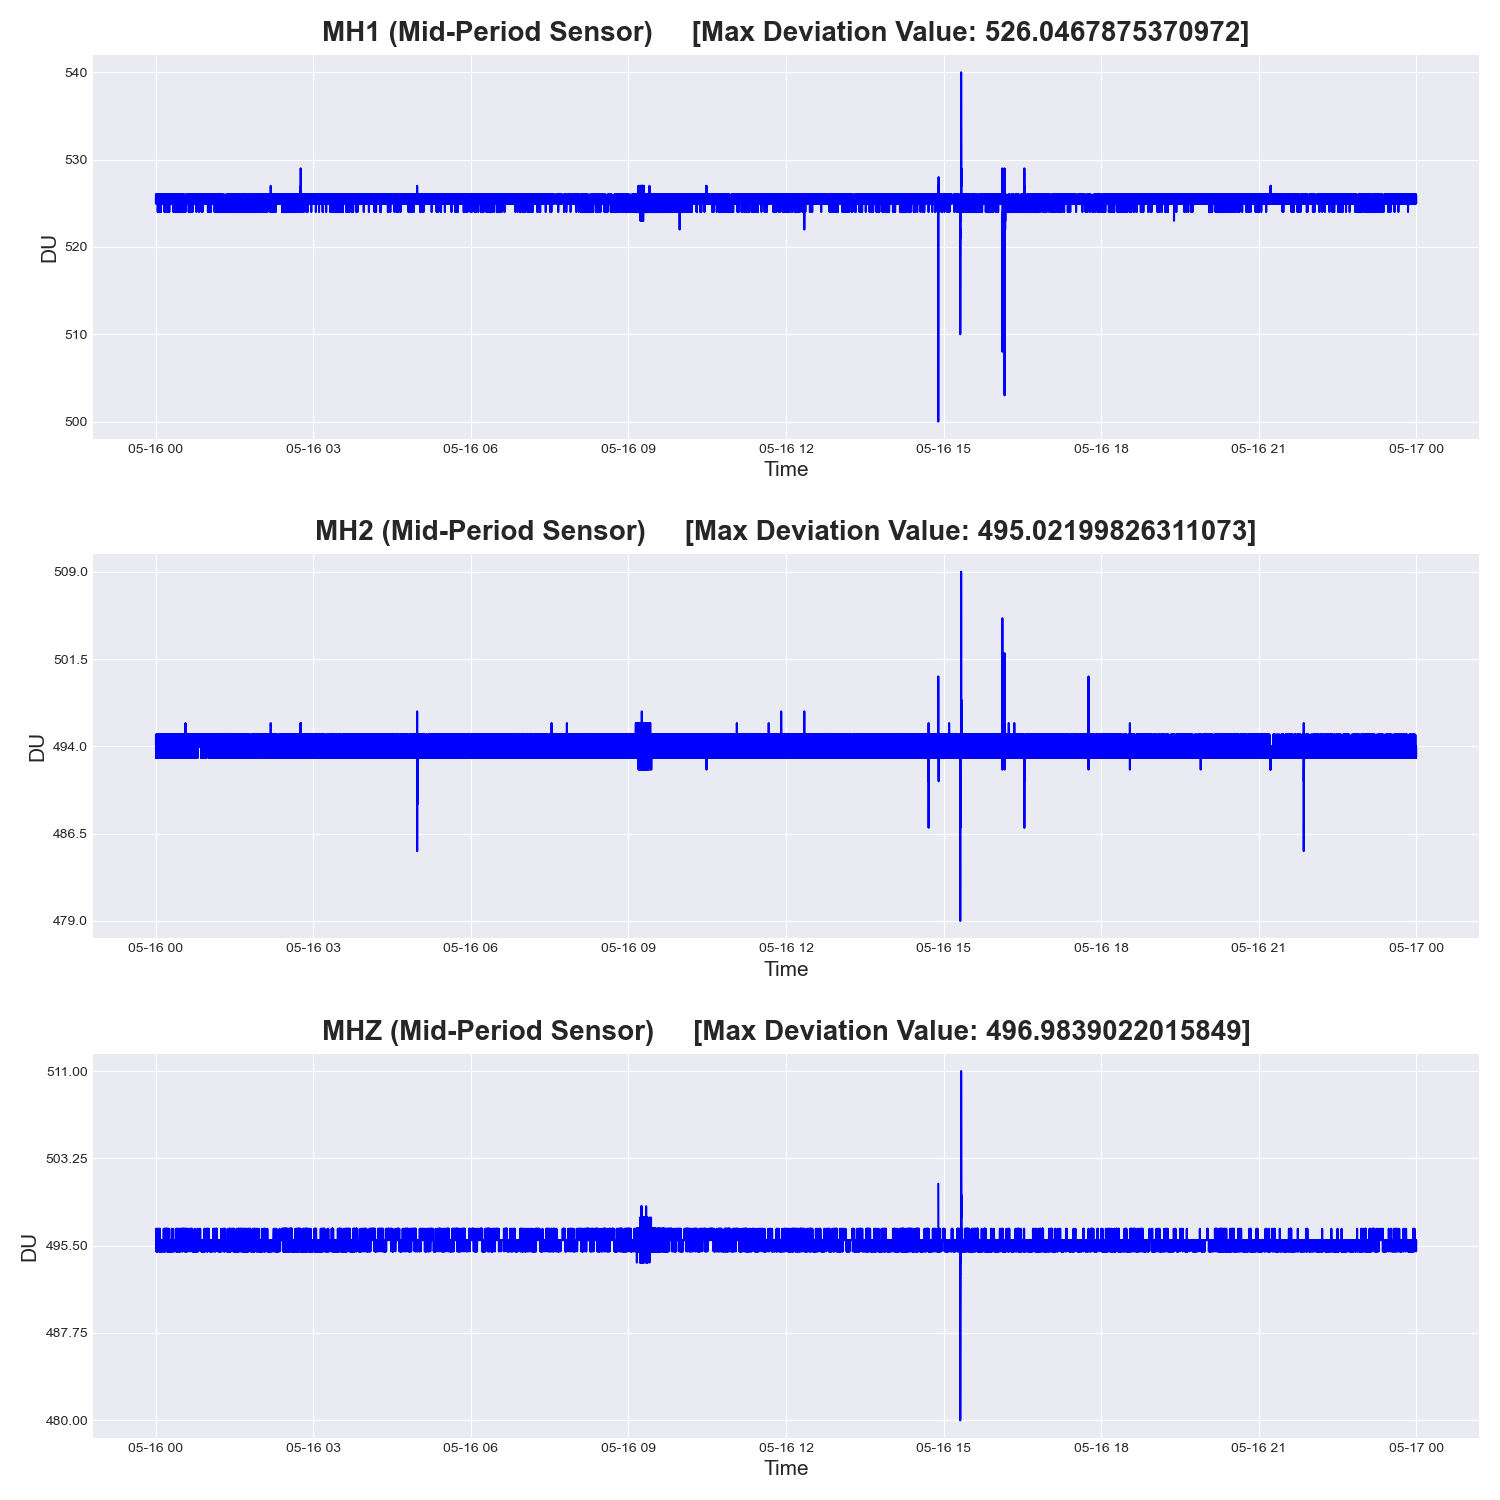 MH1 (Mid-Period Sensor) [Max Deviation Value: 526.0467875370972]
540
530
520
510
500
DU
05-16 00 05-16 03 05-16 06 05-16 09 05-16 12 05-16 15 05-16 18 05-16 21 05-17 00
Time
MH2 (Mid-Period Sensor) [Max Deviation Value: 495.02199826311073]
509.0
501.5
494.0
486.5
479.0
DU
05-16 00 05-16 03 05-16 06 05-16 09 05-16 12 05-16 15 05-16 18 05-16 21 05-17 00
Time
MHZ (Mid-Period Sensor) [Max Deviation Value: 496.9839022015849]
511.00
503.25
495.50
487.75
480.00
DU
05-16 00 05-16 03 05-16 06 05-16 09 05-16 12 05-16 15 05-16 18 05-16 21 05-17 00
Time